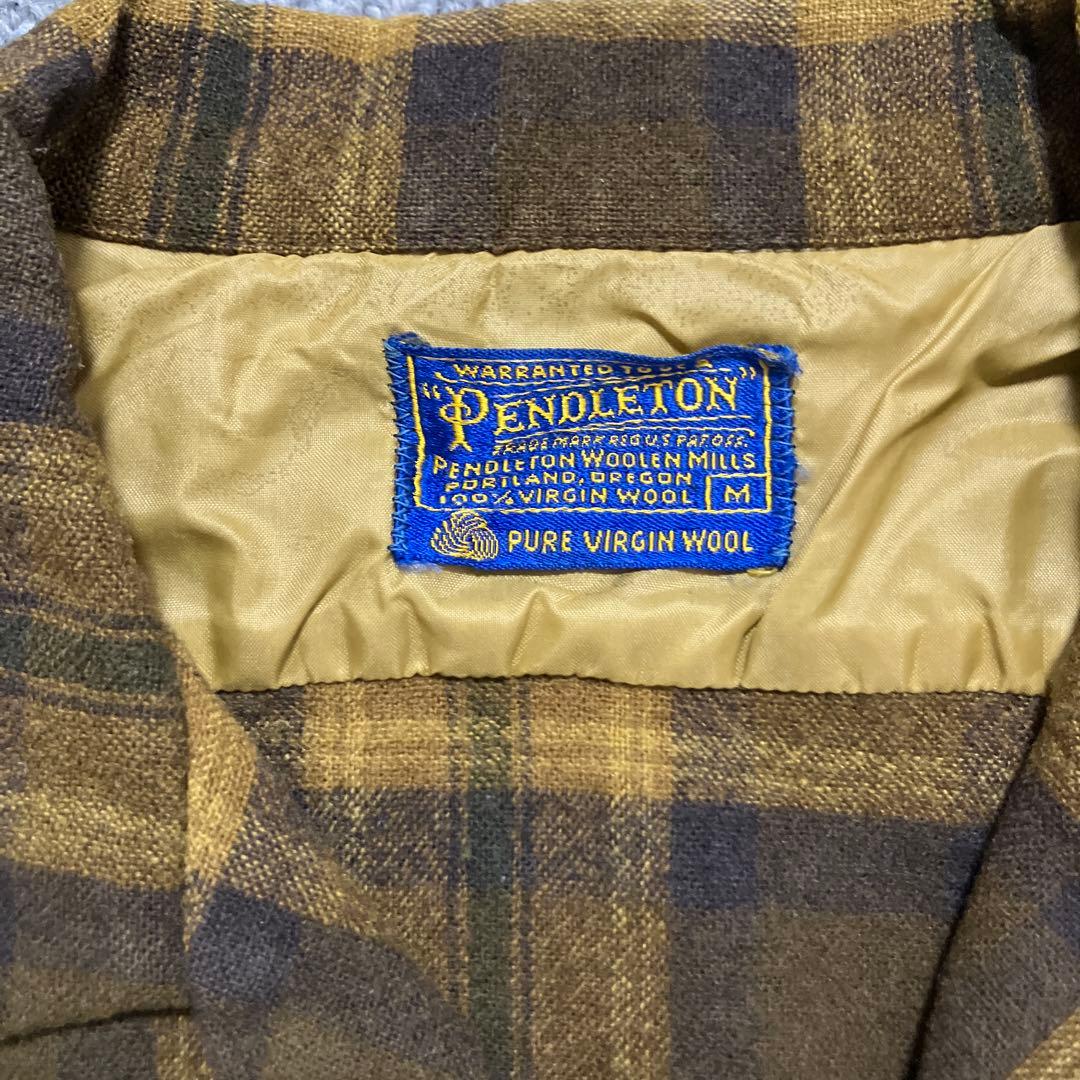 WARRANTED TO BE A
"PENDLETON"
TRADE MARK REG U.S. PAT. OFF.
PENDLETON WOOLEN MILLS
PORTLAND, OREGON
100% VIRGIN WOOL M
PURE VIRGIN WOOL